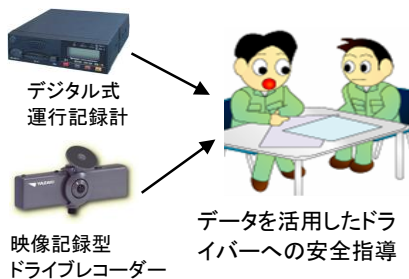 デジタル式
運行記録計
映像記録型
ドライブレコーダー
データを活用したドラ
イバーへの安全指導